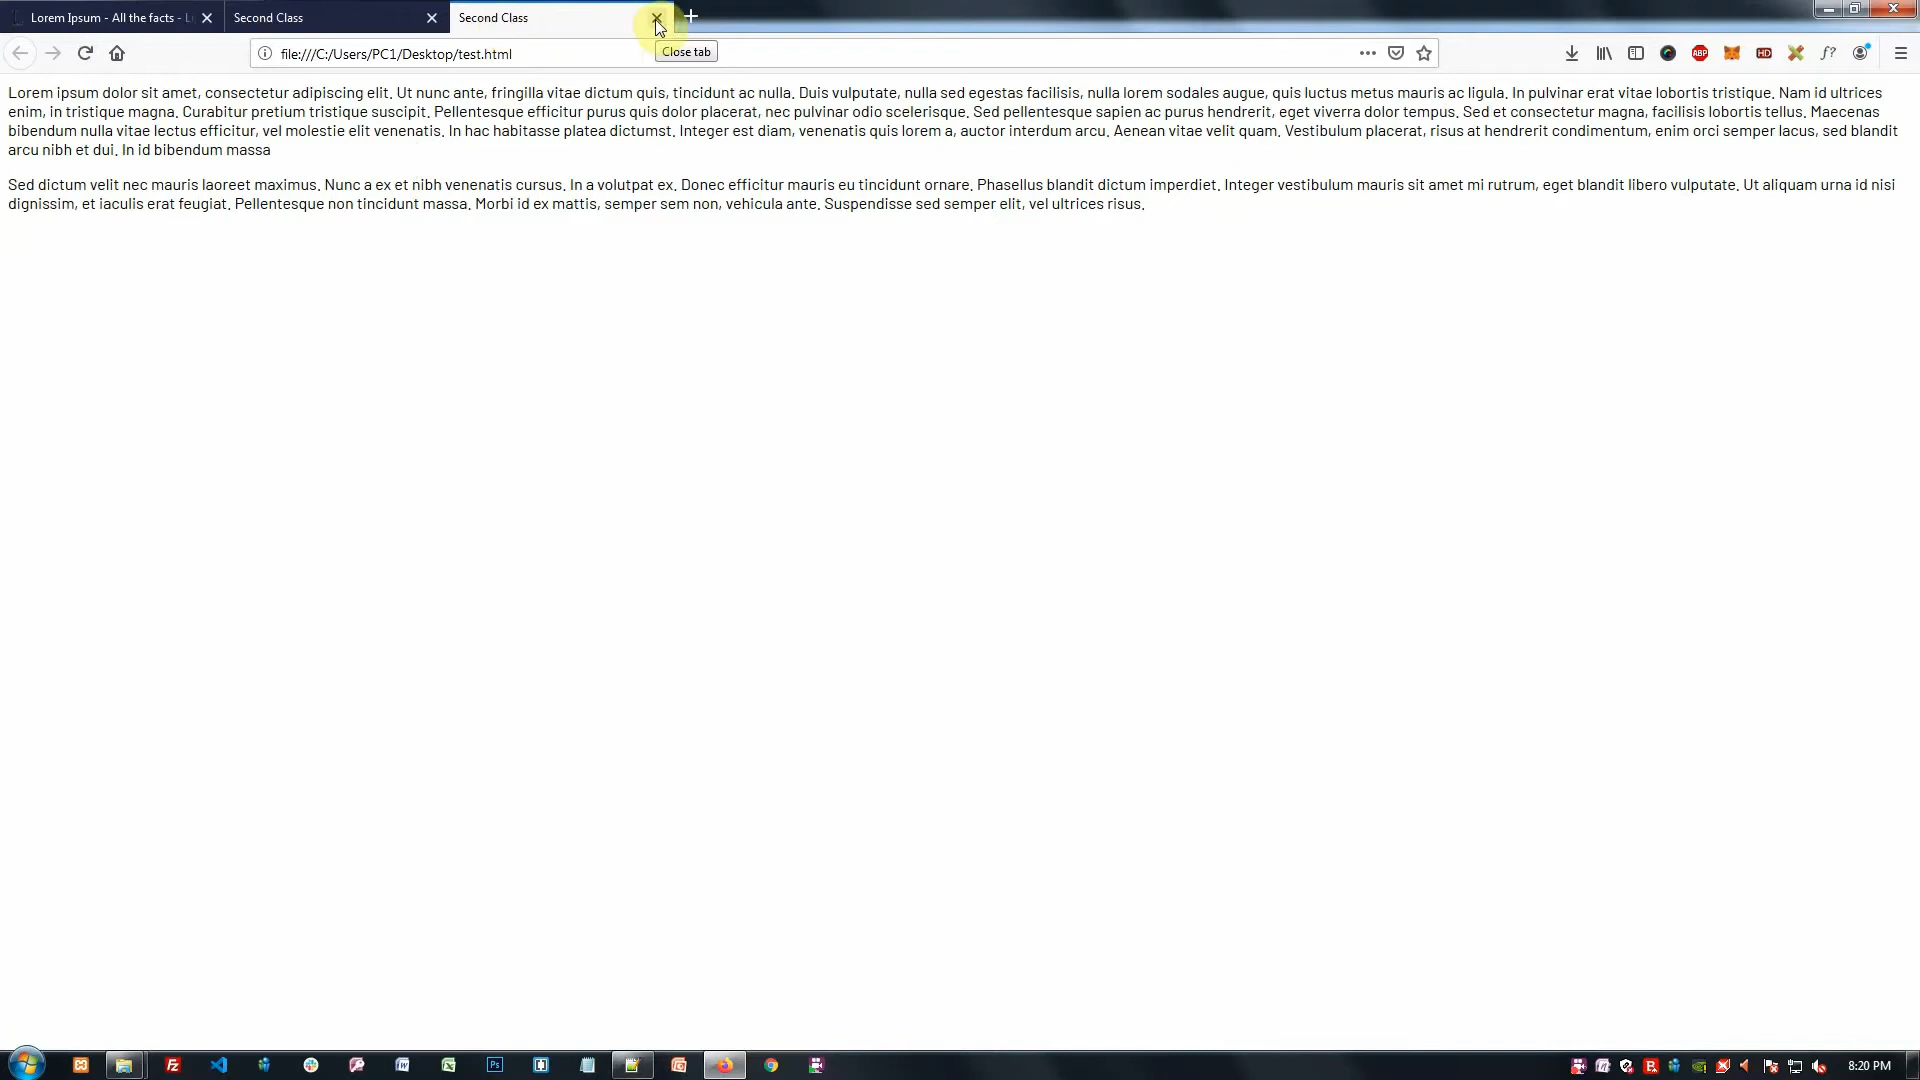 Lorem Ipsum - All the facts - L
Second Class
Second Class
file:///C:/Users/PC1/Desktop/test.html
Close tab
ABP
HD
f?
Lorem ipsum dolor sit amet, consectetur adipiscing elit. Ut nunc ante, fringilla vitae dictum quis, tincidunt ac nulla. Duis vulputate, nulla sed egestas facilisis, nulla lorem sodales augue, quis luctus metus mauris ac ligula. In pulvinar erat vitae lobortis tristique. Nam id ultrices
enim, in tristique magna. Curabitur pretium tristique suscipit. Pellentesque efficitur purus quis dolor placerat, nec pulvinar odio scelerisque. Sed pellentesque sapien ac purus hendrerit, eget viverra dolor tempus. Sed et consectetur magna, facilisis lobortis tellus. Maecenas
bibendum nulla vitae lectus efficitur, vel molestie elit venenatis. In hac habitasse platea dictumst. Integer est diam, venenatis quis lorem a, auctor interdum arcu. Aenean vitae velit quam. Vestibulum placerat, risus at hendrerit condimentum, enim orci semper lacus, sed blandit
arcu nibh et dui. In id bibendum massa
Sed dictum velit nec mauris laoreet maximus. Nunc a ex et nibh venenatis cursus. In a volutpat ex. Donec efficitur mauris eu tincidunt ornare. Phasellus blandit dictum imperdiet. Integer vestibulum mauris sit amet mi rutrum, eget blandit libero vulputate. Ut aliquam urna id nisi
dignissim, et iaculis erat feugiat. Pellentesque non tincidunt massa. Morbi id ex mattis, semper sem non, vehicula ante. Suspendisse sed semper elit, vel ultrices risus.
Fz
Ps
8:20 PM